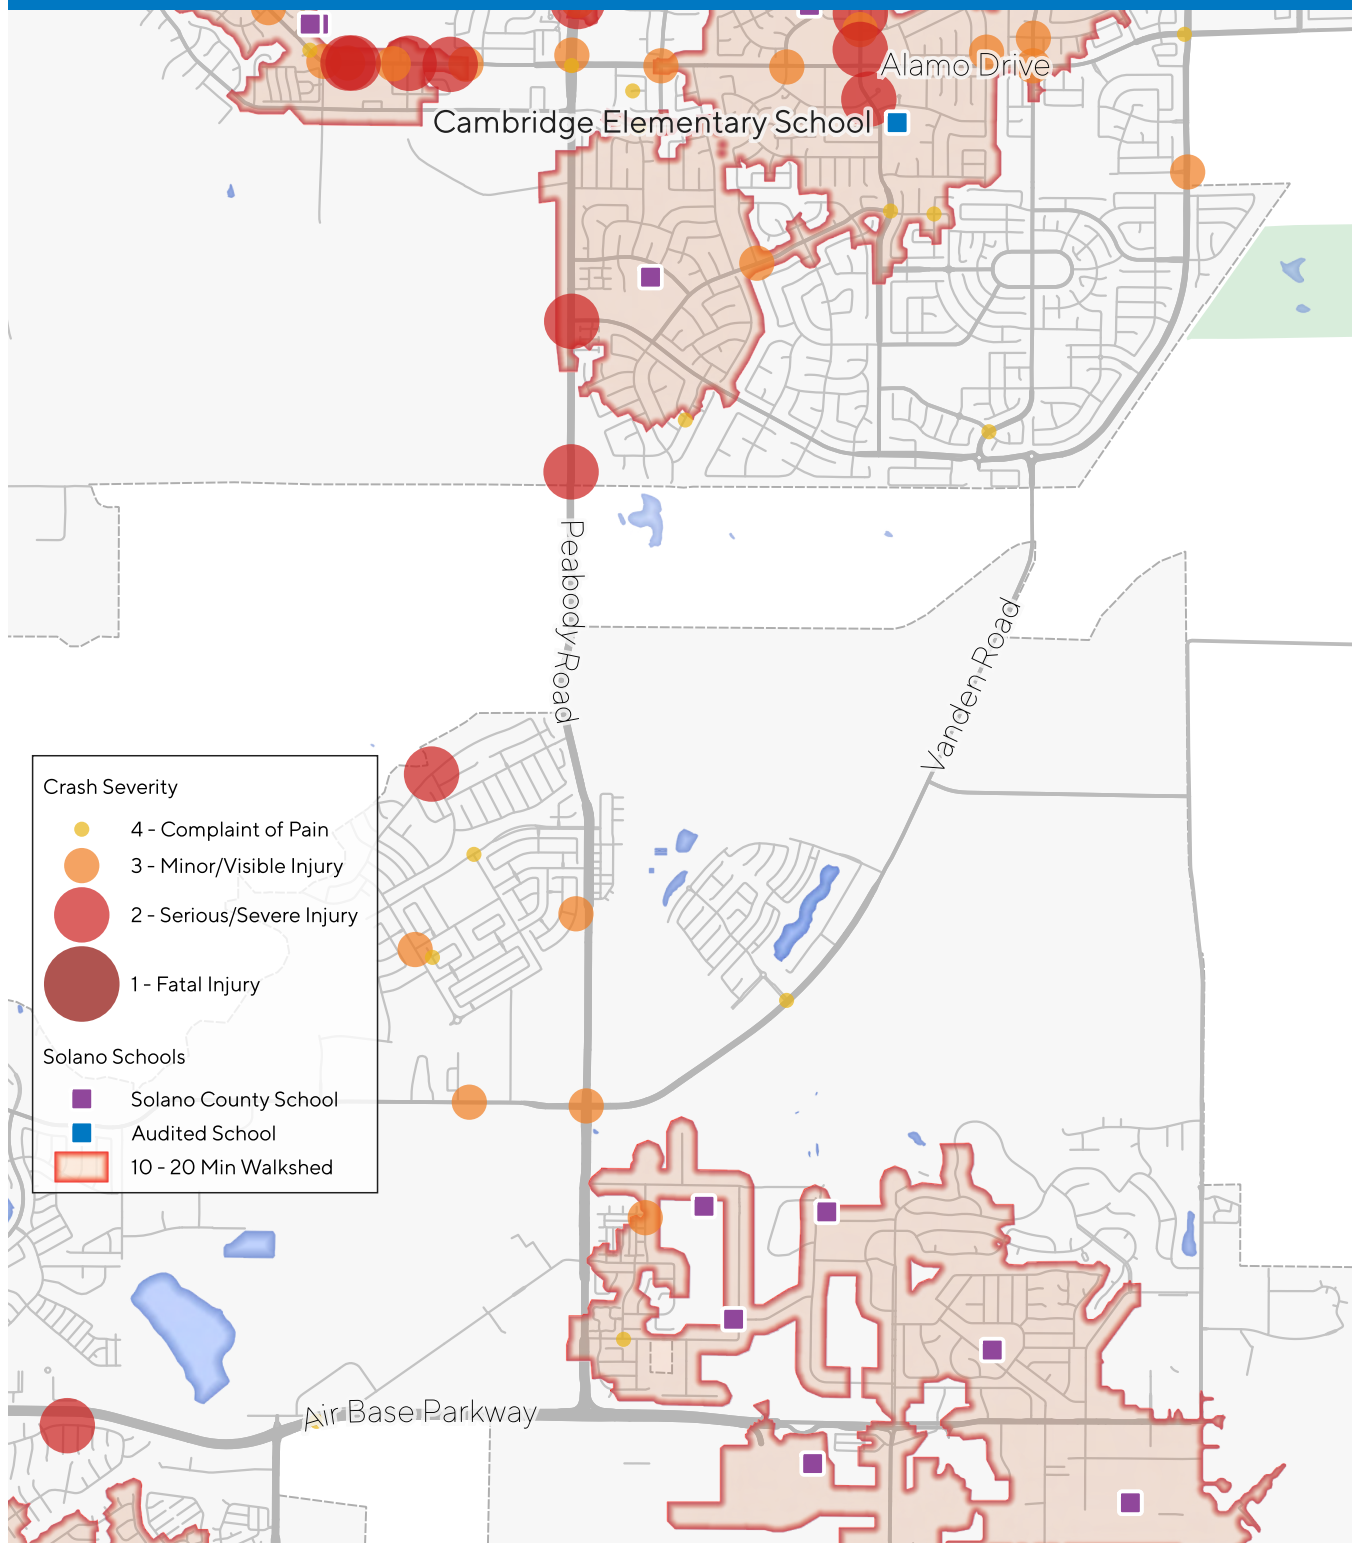 Alamo Drive
Cambridge Elementary School
Peabody Road
Vanden Road
Crash Severity
4 - Complaint of Pain
3 - Minor/Visible Injury
2 - Serious/Severe Injury
1 - Fatal Injury
Solano Schools
Solano County School
Audited School
10 - 20 Min Walkshed
Air Base Parkway